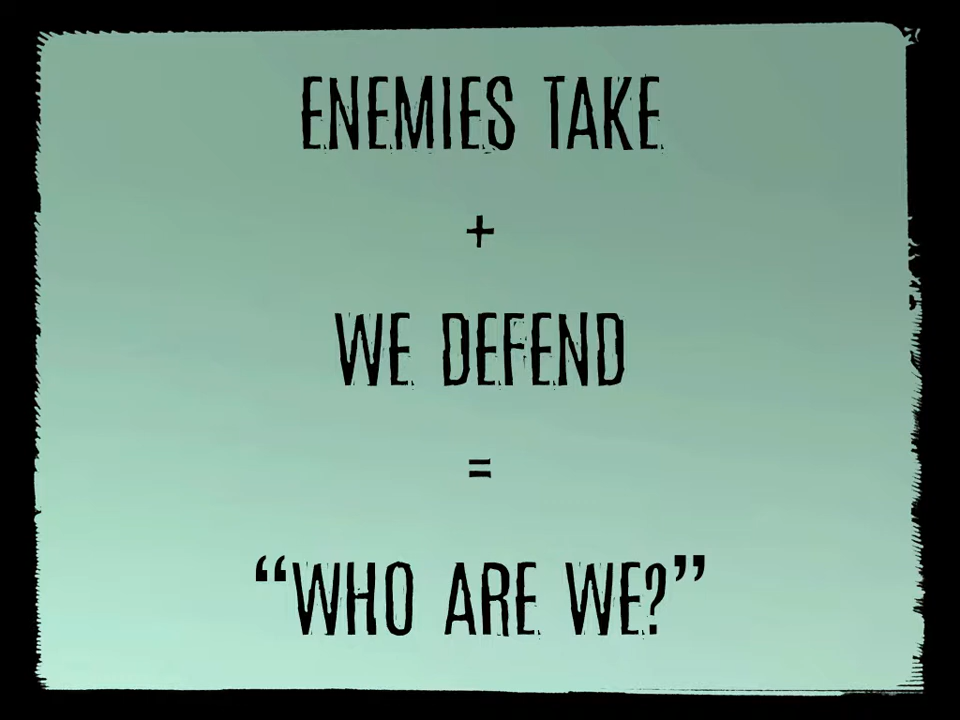 ENEMIES TAKE
+
WE DEFEND
=
“WHO ARE WE?”